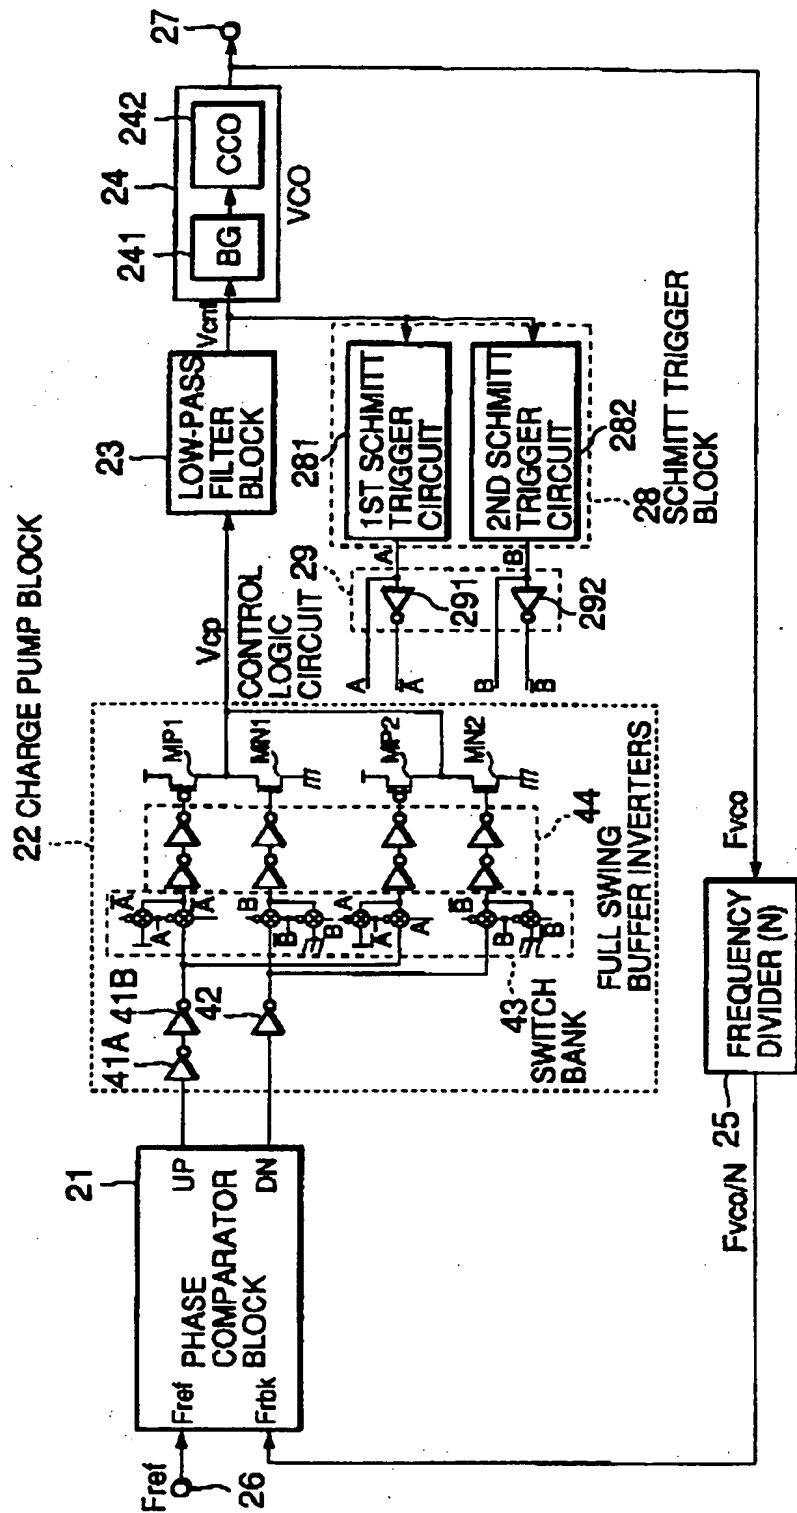 22 CHARGE PUMP BLOCK
Fref
26
Fref
Frbk
PHASE
COMPARATOR
BLOCK
UP
DN
21
41A
41B
42
A̅
A
A̅
A
B
B̅
B̅
B
A
A̅
A̅
A
B̅
B
B
B̅
43
SWITCH
BANK
44
FULL SWING
BUFFER INVERTERS
MP1
MN1
MP2
MN2
Vcp
CONTROL
LOGIC
CIRCUIT 29
A
A̅
B
B̅
A
B
291
292
23
LOW-PASS
FILTER
BLOCK
Vcnt
281
1ST SCHMITT
TRIGGER
CIRCUIT
2ND SCHMITT
TRIGGER
CIRCUIT
282
28
SCHMITT TRIGGER
BLOCK
241
BG
24
242
CCO
VCO
27
Fvco
FREQUENCY
DIVIDER (N)
25
Fvco/N